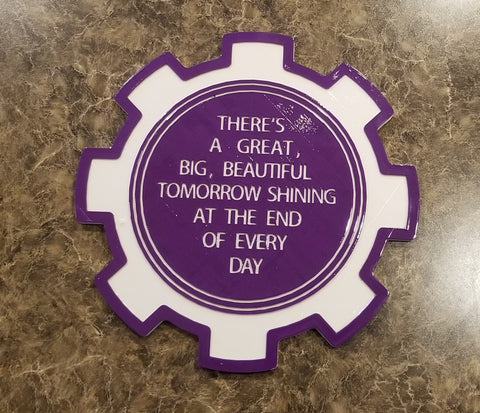 THERE'S
A GREAT,
BIG, BEAUTIFUL
TOMORROW SHINING
AT THE END
OF EVERY
DAY